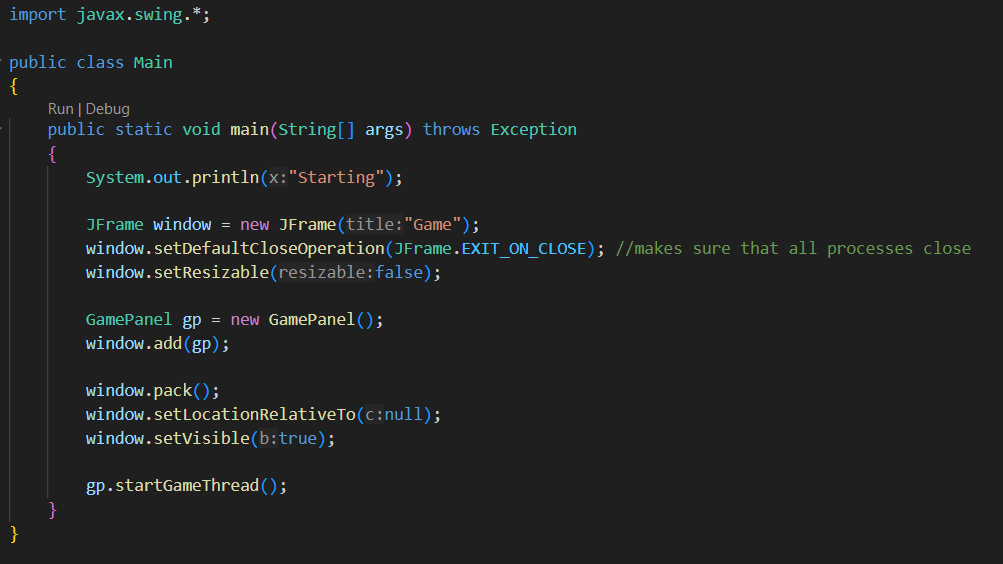 import javax.swing.*;
public class Main
{
Run | Debug
public static void main(String[] args) throws Exception
{
System.out.println(x:"Starting");
JFrame window = new JFrame(title:"Game");
window.setDefaultCloseOperation(JFrame.EXIT_ON_CLOSE); //makes sure that all processes close
window.setResizable(resizable:false);
GamePanel gp = new GamePanel();
window.add(gp);
window.pack();
window.setLocationRelativeTo(c:null);
window.setVisible(b:true);
gp.startGameThread();
}
}